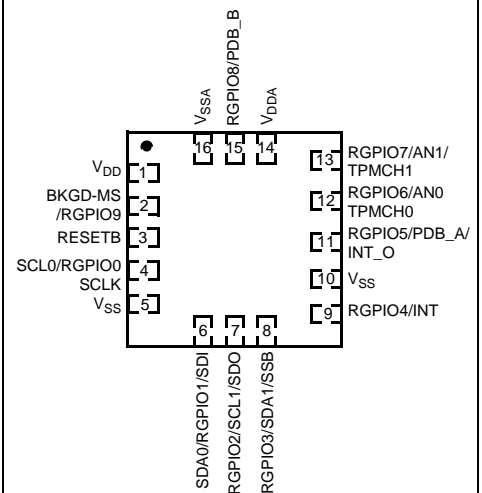 VSSA
RGPIO8/PDB_B
VDDA
16
15
14
VDD
1
BKGD-MS
/RGPIO9
2
RESETB
3
SCL0/RGPIO0
SCLK
4
VSS
5
13
RGPIO7/AN1/
TPMCH1
12
RGPIO6/AN0
TPMCH0
11
RGPIO5/PDB_A/
INT_O
10
VSS
9
RGPIO4/INT
6
7
8
SDA0/RGPIO1/SDI
RGPIO2/SCL1/SDO
RGPIO3/SDA1/SSB